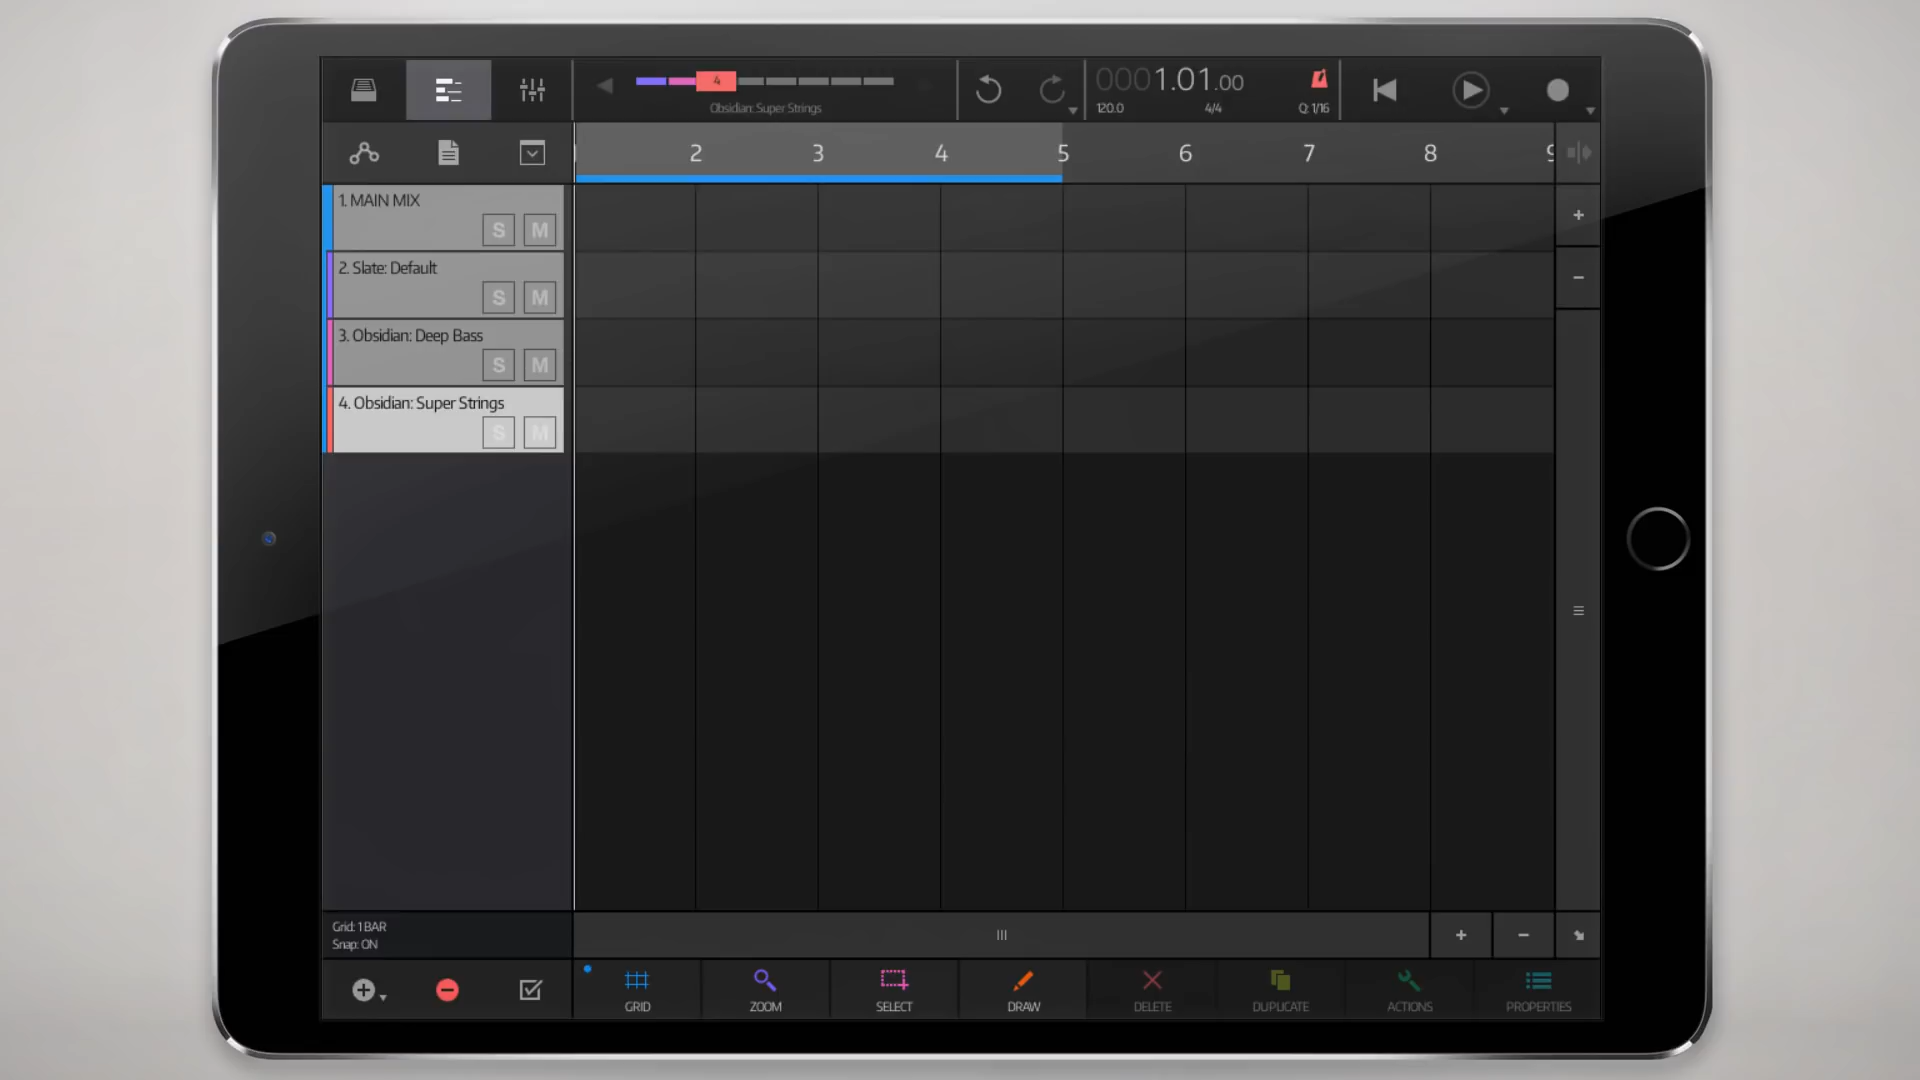 4
Obsidian: Super Strings
0001.01.00
120.0
4/4
Q: 1/16
2
3
4
5
6
7
8
9
1. MAIN MIX
S M
2. Slate: Default
S M
3. Obsidian: Deep Bass
S M
4. Obsidian: Super Strings
S M
Grid: 1 BAR
Snap: ON
GRID
ZOOM
SELECT
DRAW
DELETE
DUPLICATE
ACTIONS
PROPERTIES